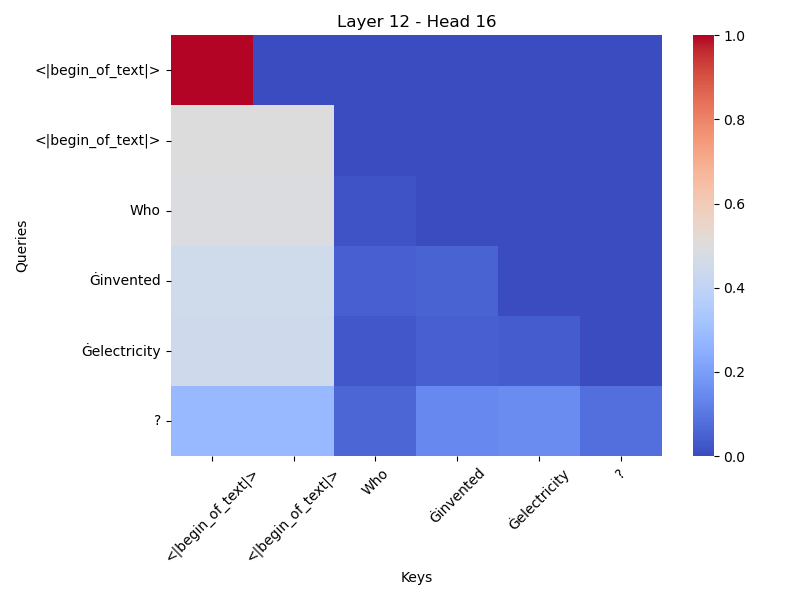 Layer 12 - Head 16
<|begin_of_text|>
<|begin_of_text|>
Who
Ġinvented
Ġelectricity
?
Queries
<|begin_of_text|>
<|begin_of_text|>
Who
Ġinvented
Ġelectricity
?
Keys
1.0
0.8
0.6
0.4
0.2
0.0